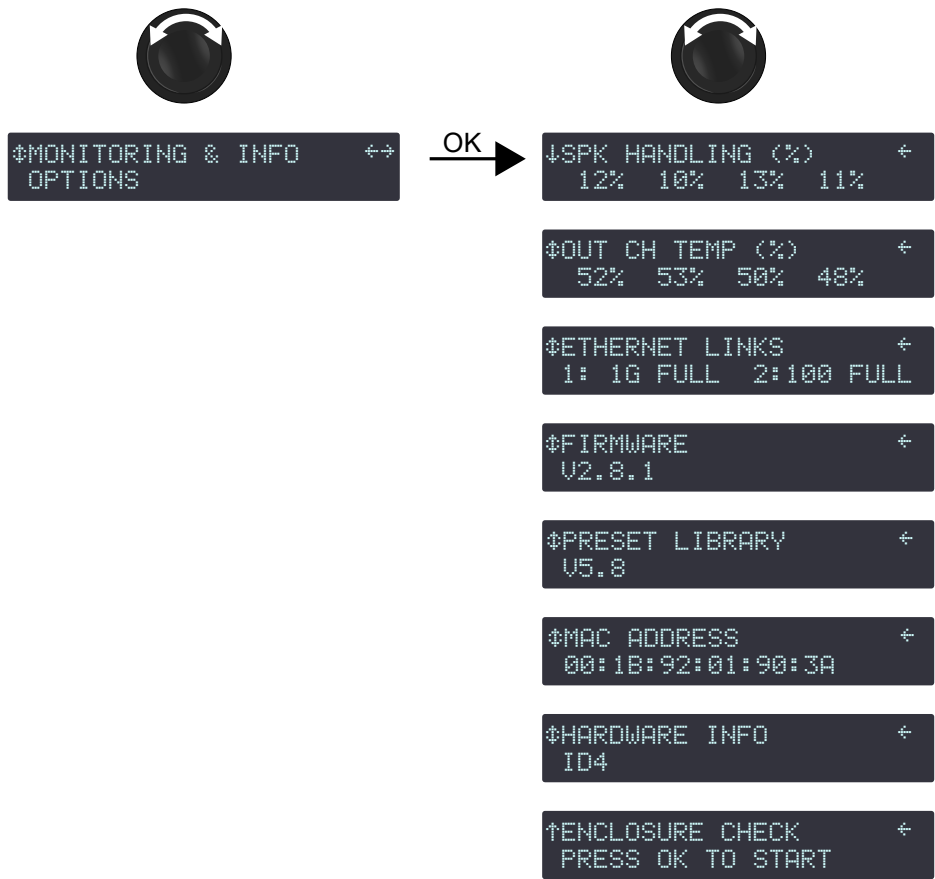 ↕MONITORING & INFO ←→
OPTIONS
OK
↓SPK HANDLING (%) ←
12% 10% 13% 11%
↕OUT CH TEMP (%) ←
52% 53% 50% 48%
↕ETHERNET LINKS ←
1: 1G FULL 2:100 FULL
↕FIRMWARE ←
V2.8.1
↕PRESET LIBRARY ←
V5.8
↕MAC ADDRESS ←
00:1B:92:01:90:3A
↕HARDWARE INFO ←
ID4
↑ENCLOSURE CHECK ←
PRESS OK TO START